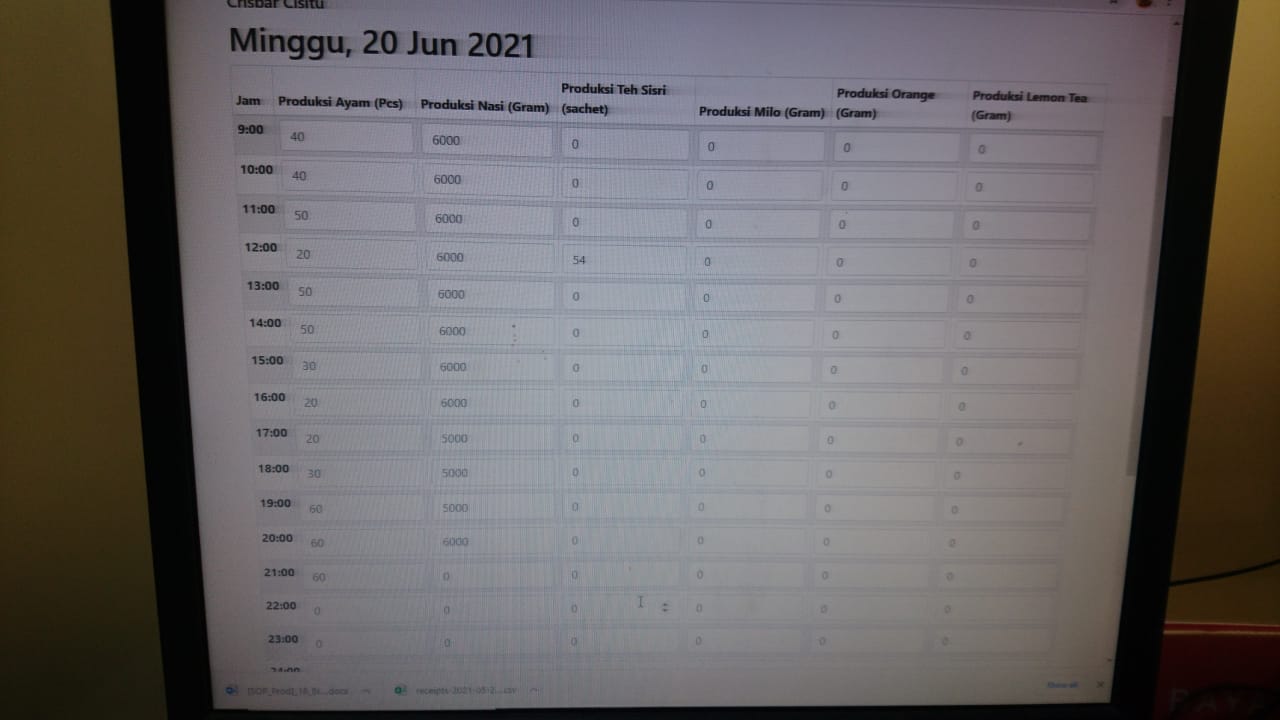 Crisbar Cisitu
Minggu, 20 Jun 2021
Jam Produksi Ayam (Pcs) Produksi Nasi (Gram) Produksi Teh Sisri (sachet) Produksi Milo (Gram) Produksi Orange (Gram) Produksi Lemon Tea (Gram)
9:00 40 6000 0 0 0 0
10:00 40 6000 0 0 0 0
11:00 50 6000 0 0 0 0
12:00 20 6000 54 0 0 0
13:00 50 6000 0 0 0 0
14:00 50 6000 0 0 0 0
15:00 30 6000 0 0 0 0
16:00 20 6000 0 0 0 0
17:00 20 5000 0 0 0 0
18:00 30 5000 0 0 0 0
19:00 60 5000 0 0 0 0
20:00 60 6000 0 0 0 0
21:00 60 0 0 0 0 0
22:00 0 0 0 0 0 0
23:00 0 0 0 0 0 0
24:00
receipts-2021-05-2....csv Show all